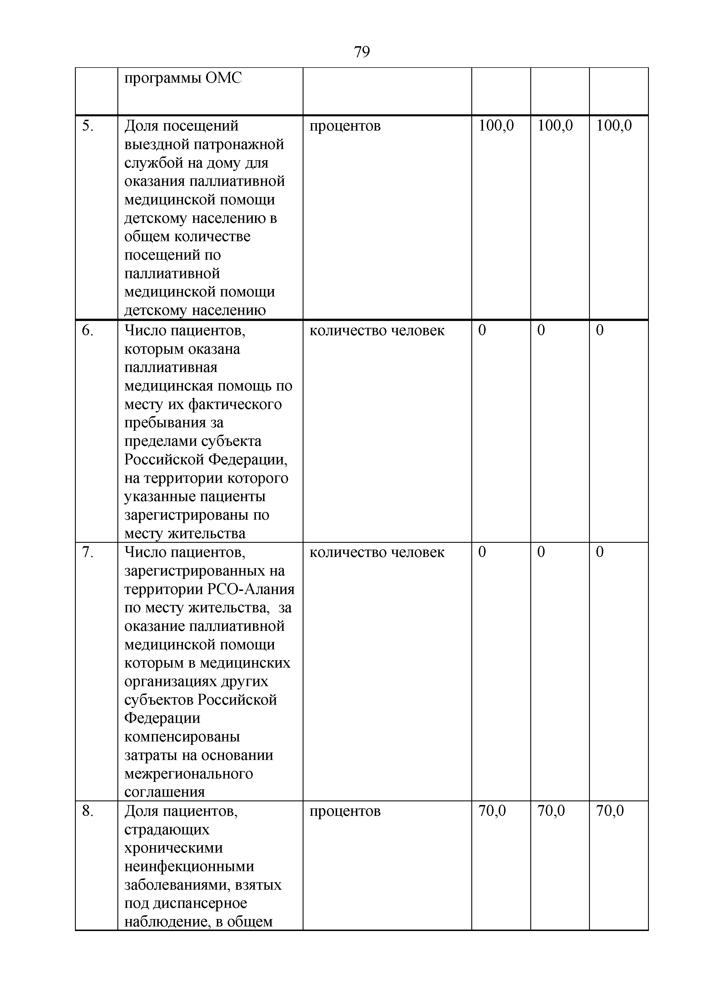 79
программы ОМС
5. Доля посещений процентов 100,0 100,0 100,0
выездной патронажной
службой на дому для
оказания паллиативной
медицинской помощи
детскому населению в
общем количестве
посещений по
паллиативной
медицинской помощи
детскому населению
6. Число пациентов, количество человек 0 0 0
которым оказана
паллиативная
медицинская помощь по
месту их фактического
пребывания за
пределами субъекта
Российской Федерации,
на территории которого
указанные пациенты
зарегистрированы по
месту жительства
7. Число пациентов, количество человек 0 0 0
зарегистрированных на
территории РСО-Алания
по месту жительства,  за
оказание паллиативной
медицинской помощи
которым в медицинских
организациях других
субъектов Российской
Федерации
компенсированы
затраты на основании
межрегионального
соглашения
8. Доля пациентов, процентов 70,0 70,0 70,0
страдающих
хроническими
неинфекционными
заболеваниями, взятых
под диспансерное
наблюдение, в общем